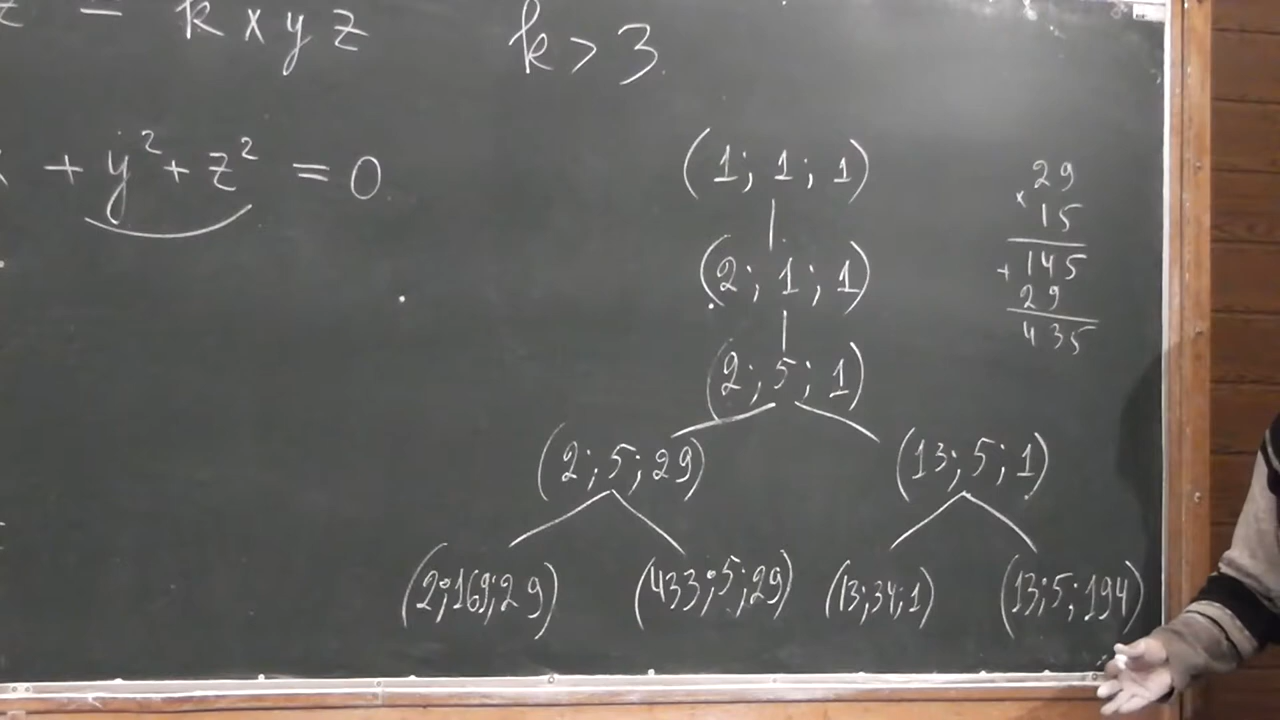 = k x y z    k > 3
+ y² + z² = 0
(1; 1; 1)
(2; 1; 1)
(2; 5; 1)
(2; 5; 29)    (13; 5; 1)
(2; 169; 29)    (433; 5; 29)    (13; 34; 1)    (13; 5; 194)
29
× 15
+ 145
29
435